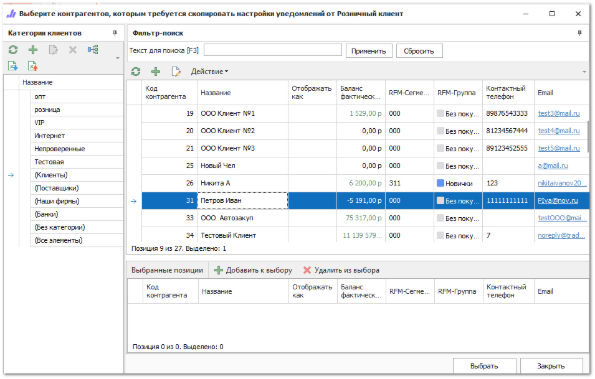 Выберите контрагентов, которым требуется скопировать настройки уведомлений от Розничный клиент
Категории клиентов
Название
опт
розница
VIP
Интернет
Непроверенные
Тестовая
(Клиенты)
(Поставщики)
(Наши фирмы)
(Банки)
(Без категории)
(Все элементы)
Фильтр-поиск
Текст для поиска [F3] Применить Сбросить
Действие
Код контрагента Название Отображать как Баланс фактическ... RFM-Сегме... RFM-Группа Контактный телефон Email
19 ООО Клиент №1 1 529,00 р 000 Без поку... 89876543333 test3@mail.ru
20 ООО Клиент №2 0,00 р 000 Без поку... 81234567444 test4@mail.ru
21 ООО Клиент №3 0,00 р 000 Без поку... 89123452555 test5@mail.ru
25 Новый Чел 0,00 р 000 Без поку... a@mail.ru
26 Никита А 6 200,00 р 311 Новички 123 nikitaivanov20...
31 Петров Иван -5 191,00 р 000 Без поку... 11111111111 P1va@nov.ru
33 ООО Автозакуп 75 317,00 р 000 Без поку... testOOO@mai...
34 Тестовый Клиент 11 139 579... 000 Без поку... 7 noreply@trad...
Позиция 9 из 27. Выделено: 1
Выбранные позиции Добавить к выбору Удалить из выбора
Код контрагента Название Отображать как Баланс фактическ... RFM-Сегме... RFM-Группа Контактный телефон Email
Позиция 0 из 0. Выделено: 0
Выбрать Закрыть